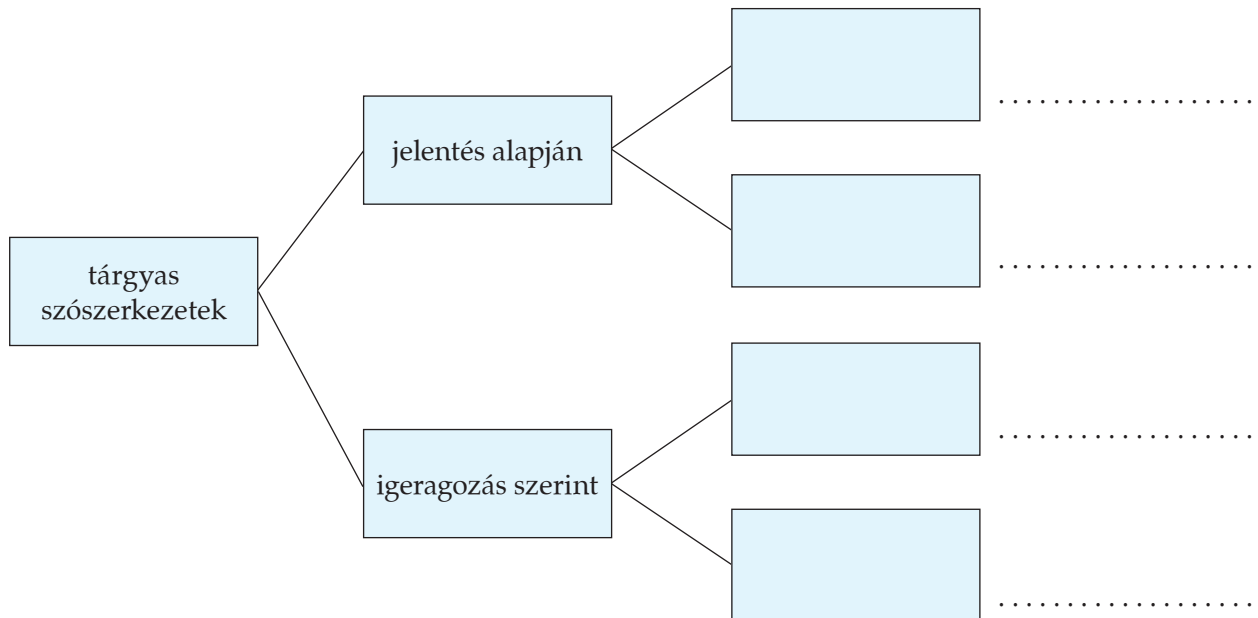 jelentés alapján
tárgyas
szószerkezetek
igeragozás szerint